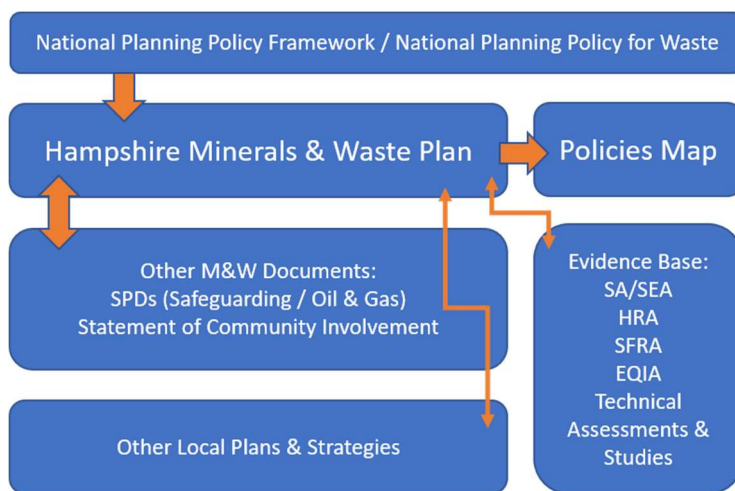 National Planning Policy Framework / National Planning Policy for Waste
Hampshire Minerals & Waste Plan
Policies Map
Other M&W Documents:
SPDs (Safeguarding / Oil & Gas)
Statement of Community Involvement
Evidence Base:
SA/SEA
HRA
SFRA
EQIA
Technical
Assessments &
Studies
Other Local Plans & Strategies